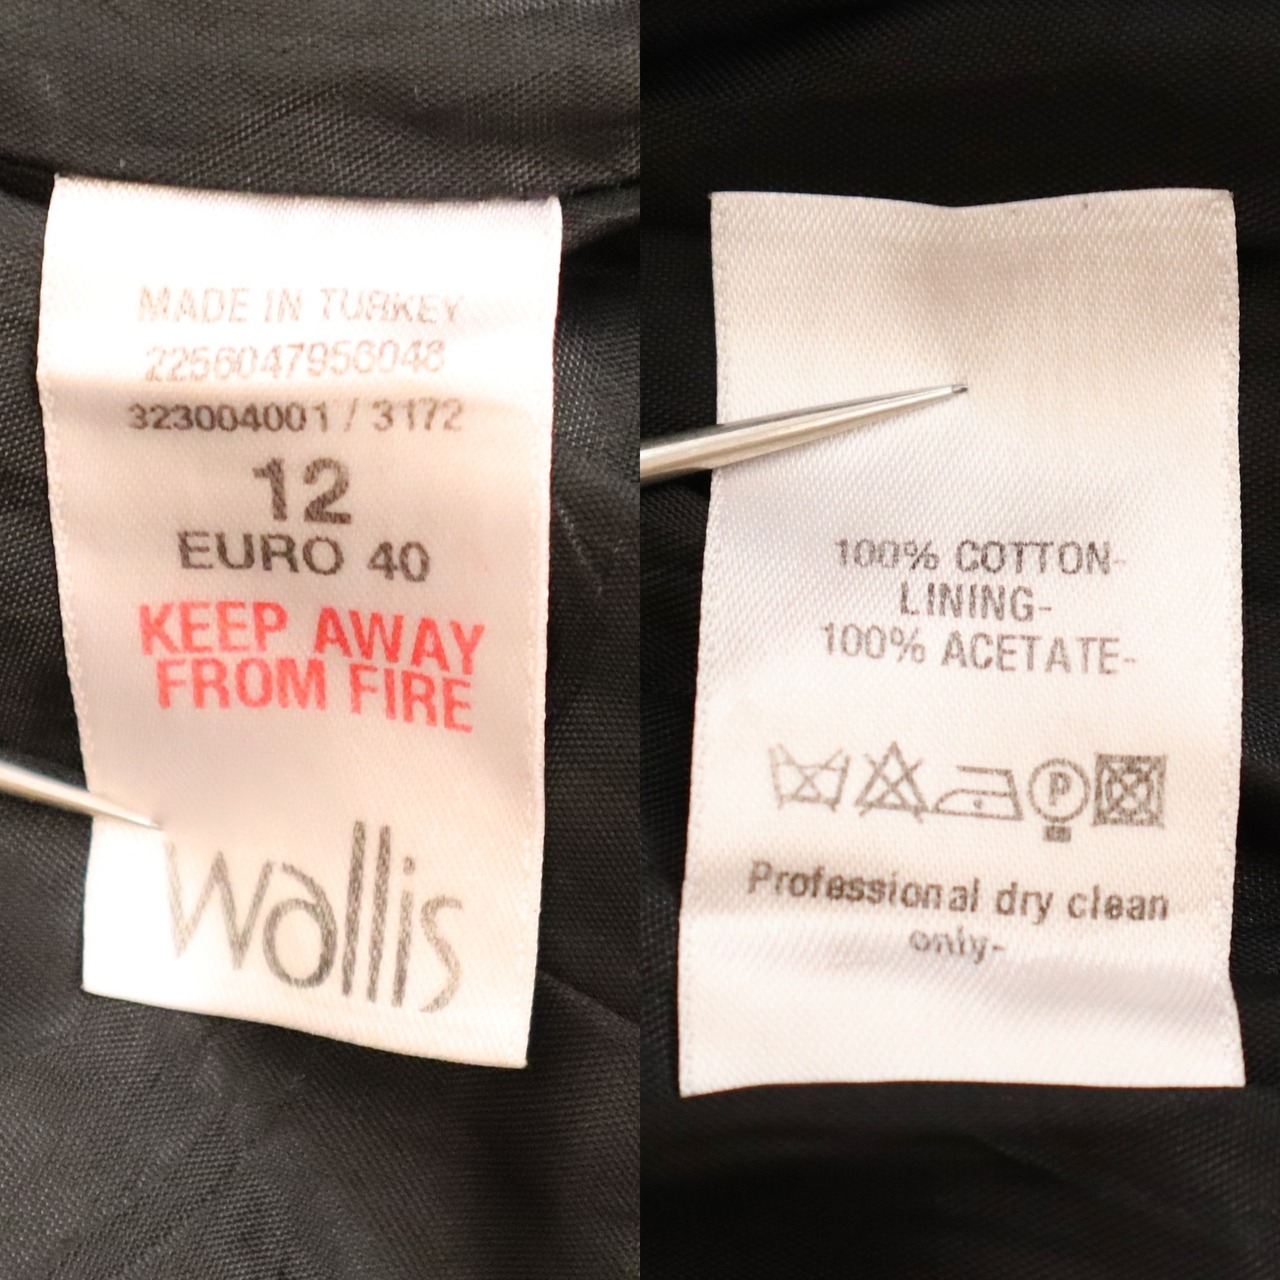 MADE IN TURKEY
2256047956048
323004001 / 3172
12
EURO 40
KEEP AWAY
FROM FIRE
Wallis
100% COTTON-
LINING-
100% ACETATE-
P
Professional dry clean
only-